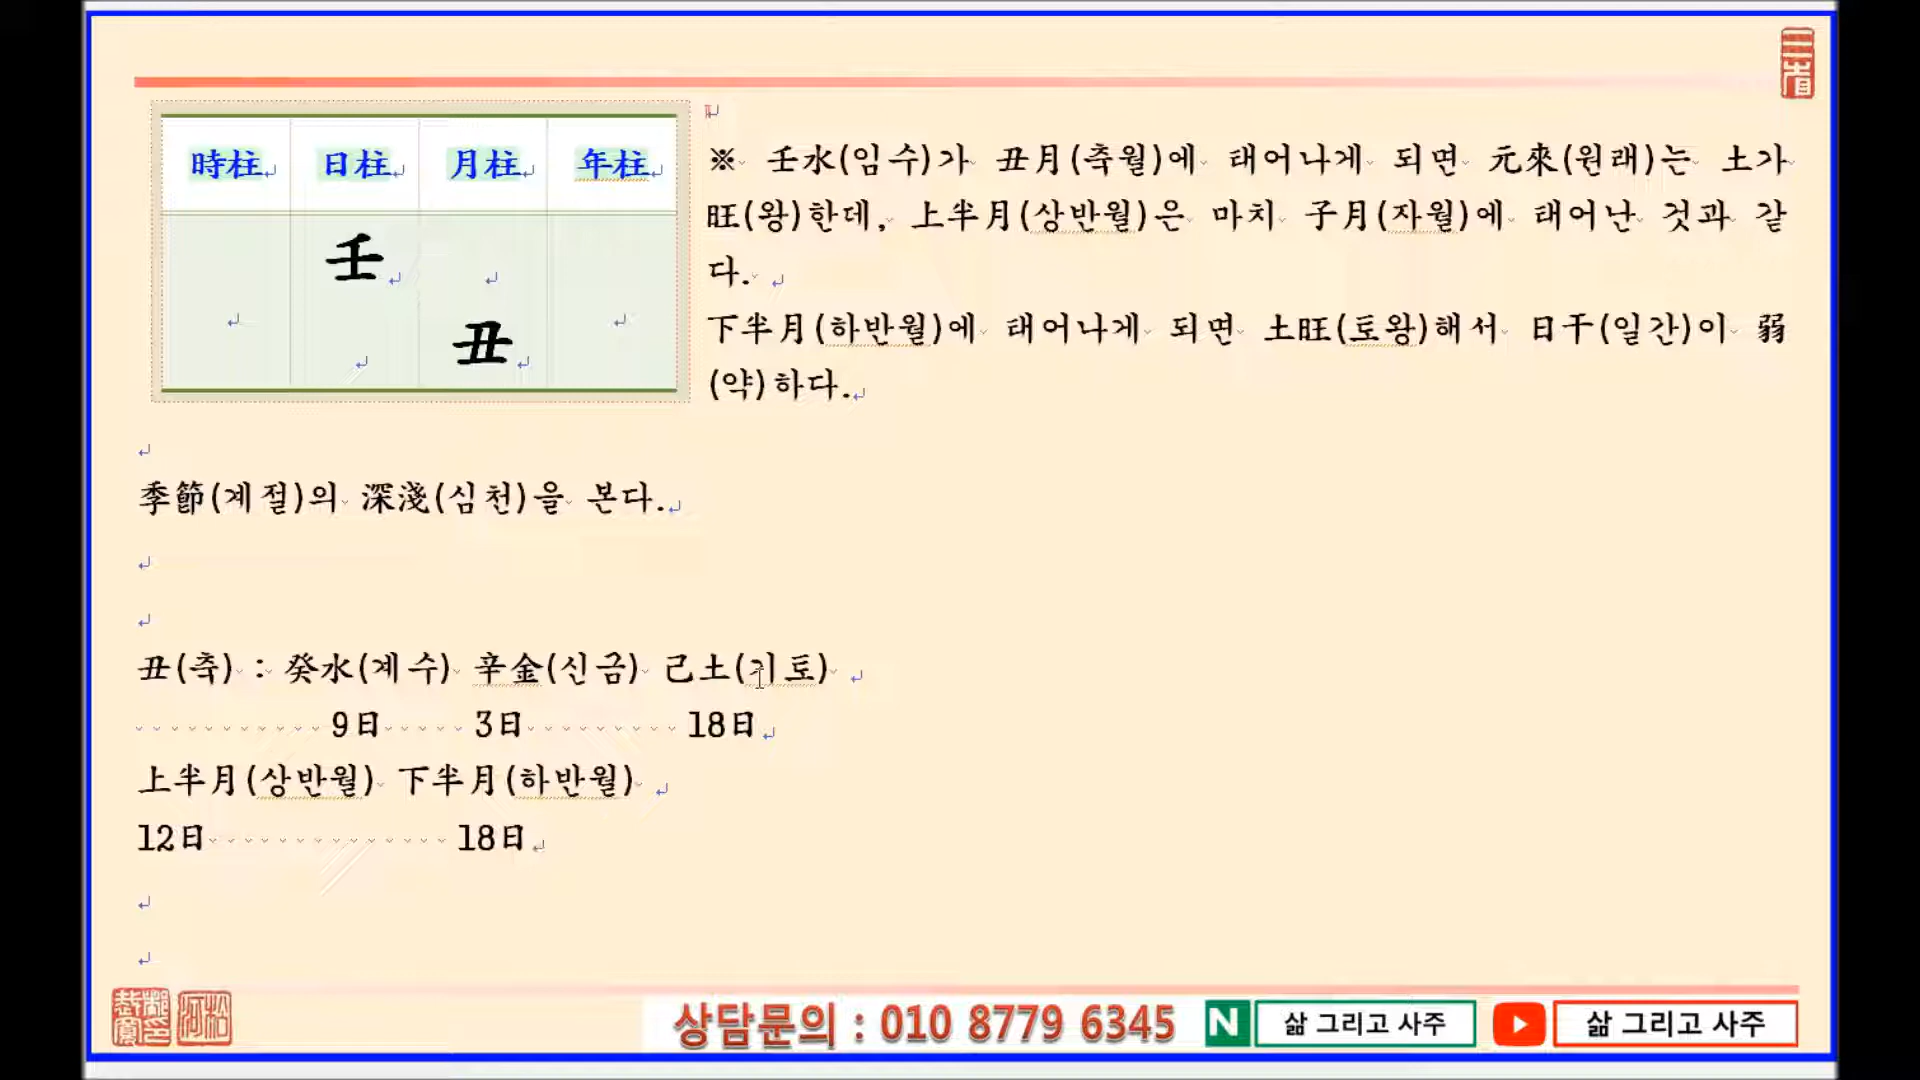 時柱 日柱 月柱 年柱
壬
丑
※ 壬水(임수)가 丑月(축월)에 태어나게 되면 元來(원래)는 土가
旺(왕)한데, 上半月(상반월)은 마치 子月(자월)에 태어난 것과 같
다.
下半月(하반월)에 태어나게 되면 土旺(토왕)해서 日干(일간)이 弱
(약)하다.
季節(계절)의 深淺(심천)을 본다.
丑(축) : 癸水(계수) 辛金(신금) 己土(기토)
9日 3日 18日
上半月(상반월) 下半月(하반월)
12日 18日
상담문의 : 010 8779 6345 N 삶 그리고 사주 삶 그리고 사주